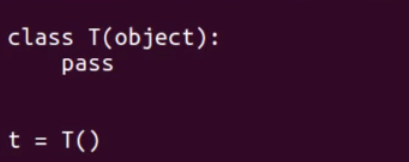 class T(object):
    pass
t = T()